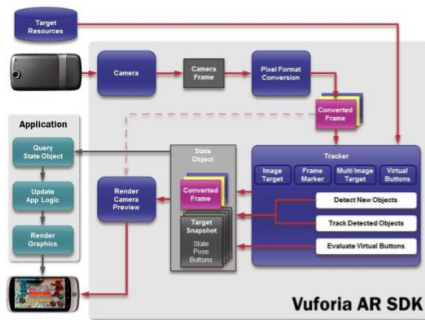 Target
Resources
Camera
Camera
Frame
Pixel Format
Conversion
Converted
Frame
Application
Query
State Object
Update
App Logic
Render
Graphics
Render
Camera
Preview
State
Object
Converted
Frame
Target
Snapshot
State
Pose
Buttons
Tracker
Image
Target
Frame
Marker
Multi Image
Target
Virtual
Buttons
Detect New Objects
Track Detected Objects
Evaluate Virtual Buttons
Vuforia AR SDK